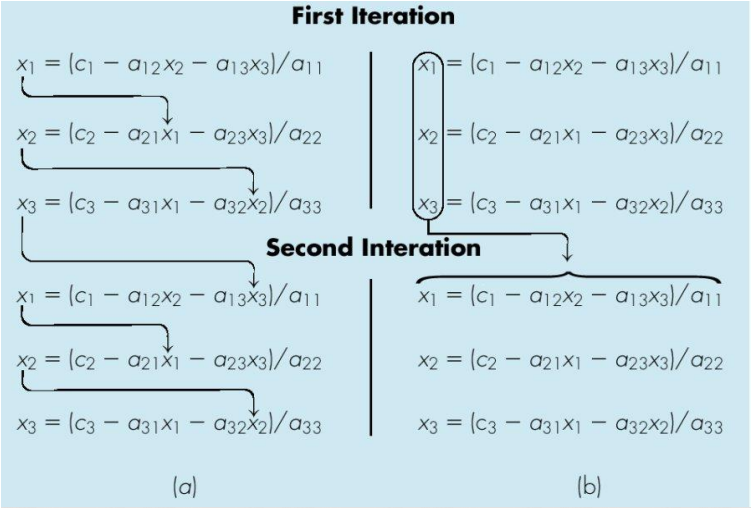 First Iteration
x₁ = (c₁ − a₁₂x₂ − a₁₃x₃)/a₁₁
x₂ = (c₂ − a₂₁x₁ − a₂₃x₃)/a₂₂
x₃ = (c₃ − a₃₁x₁ − a₃₂x₂)/a₃₃
x₁ = (c₁ − a₁₂x₂ − a₁₃x₃)/a₁₁
x₂ = (c₂ − a₂₁x₁ − a₂₃x₃)/a₂₂
x₃ = (c₃ − a₃₁x₁ − a₃₂x₂)/a₃₃
Second Interation
x₁ = (c₁ − a₁₂x₂ − a₁₃x₃)/a₁₁
x₂ = (c₂ − a₂₁x₁ − a₂₃x₃)/a₂₂
x₃ = (c₃ − a₃₁x₁ − a₃₂x₂)/a₃₃
(a)
x₁ = (c₁ − a₁₂x₂ − a₁₃x₃)/a₁₁
x₂ = (c₂ − a₂₁x₁ − a₂₃x₃)/a₂₂
x₃ = (c₃ − a₃₁x₁ − a₃₂x₂)/a₃₃
(b)